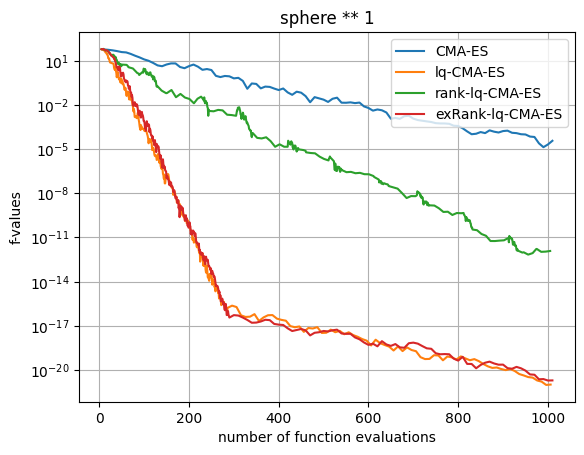 sphere ** 1
CMA-ES
lq-CMA-ES
rank-lq-CMA-ES
exRank-lq-CMA-ES
f-values
10^1
10^−2
10^−5
10^−8
10^−11
10^−14
10^−17
10^−20
0 200 400 600 800 1000
number of function evaluations